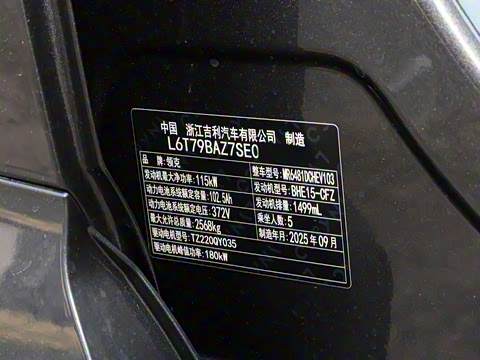 中国 浙江吉利汽车有限公司 制造
L6T79BAZ7SE0
品牌:领克 整车型号:MR6481DCHEV103
发动机最大净功率:115kW 发动机型号:BHE15-CFZ
动力电池系统额定容量:102.5Ah 发动机排量:1499mL
动力电池系统额定电压:372V 乘坐人数:5
最大允许总质量:2568kg 制造年月:2025年09月
驱动电机型号:TZ220QY035
驱动电机峰值功率:180kW